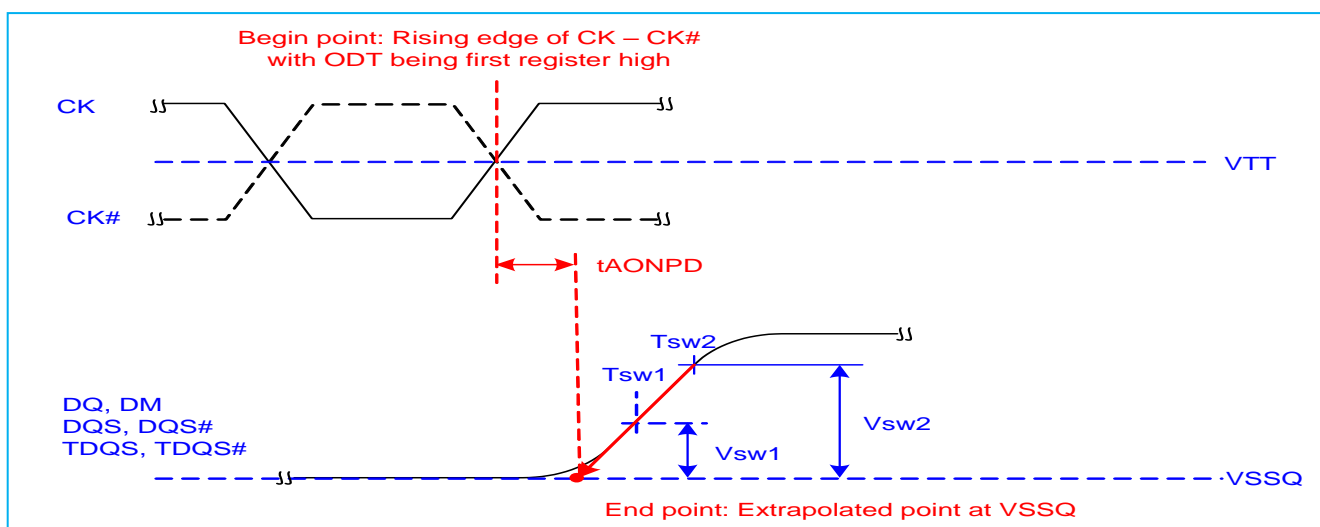 Begin point: Rising edge of CK – CK#
with ODT being first register high
CK
VTT
CK#
tAONPD
Tsw2
Tsw1
DQ, DM
DQS, DQS#
TDQS, TDQS#
Vsw2
Vsw1
VSSQ
End point: Extrapolated point at VSSQ